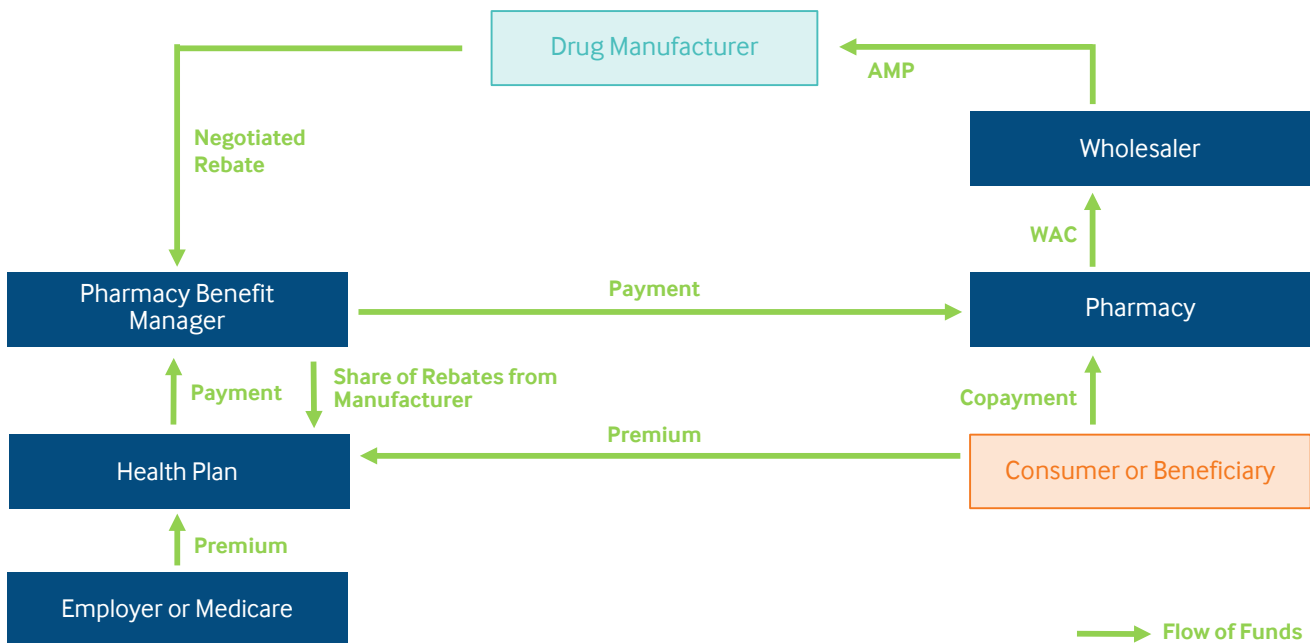 Drug Manufacturer
AMP
Negotiated
Rebate
Wholesaler
WAC
Pharmacy Benefit
Manager
Payment
Pharmacy
Payment
Share of Rebates from
Manufacturer
Copayment
Premium
Health Plan
Consumer or Beneficiary
Premium
Employer or Medicare
Flow of Funds